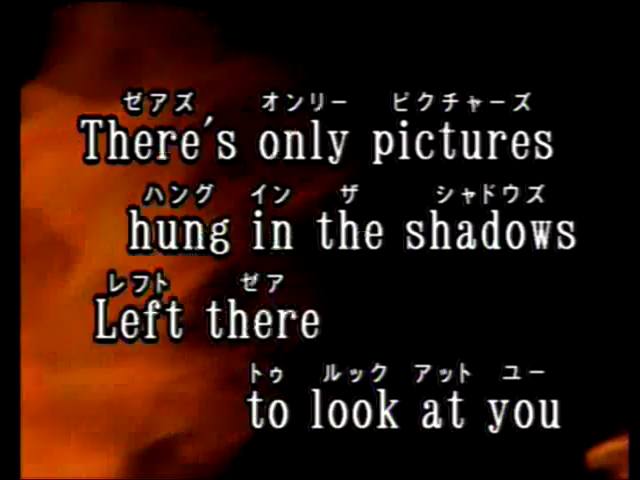 ゼアズ オンリー ピクチャーズ
There's only pictures
ハング イン ザ シャドウズ
hung in the shadows
レフト ゼア
Left there
トゥ ルック アット ユー
to look at you